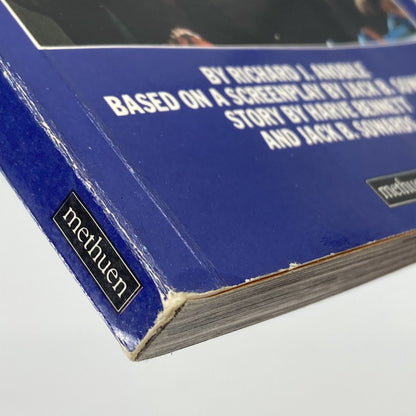 BY RICHARD J. ANOBILE
BASED ON A SCREENPLAY BY JACK B.
STORY BY HARVE BENNETT
AND JACK B. SOWARDS
methuen
methuen